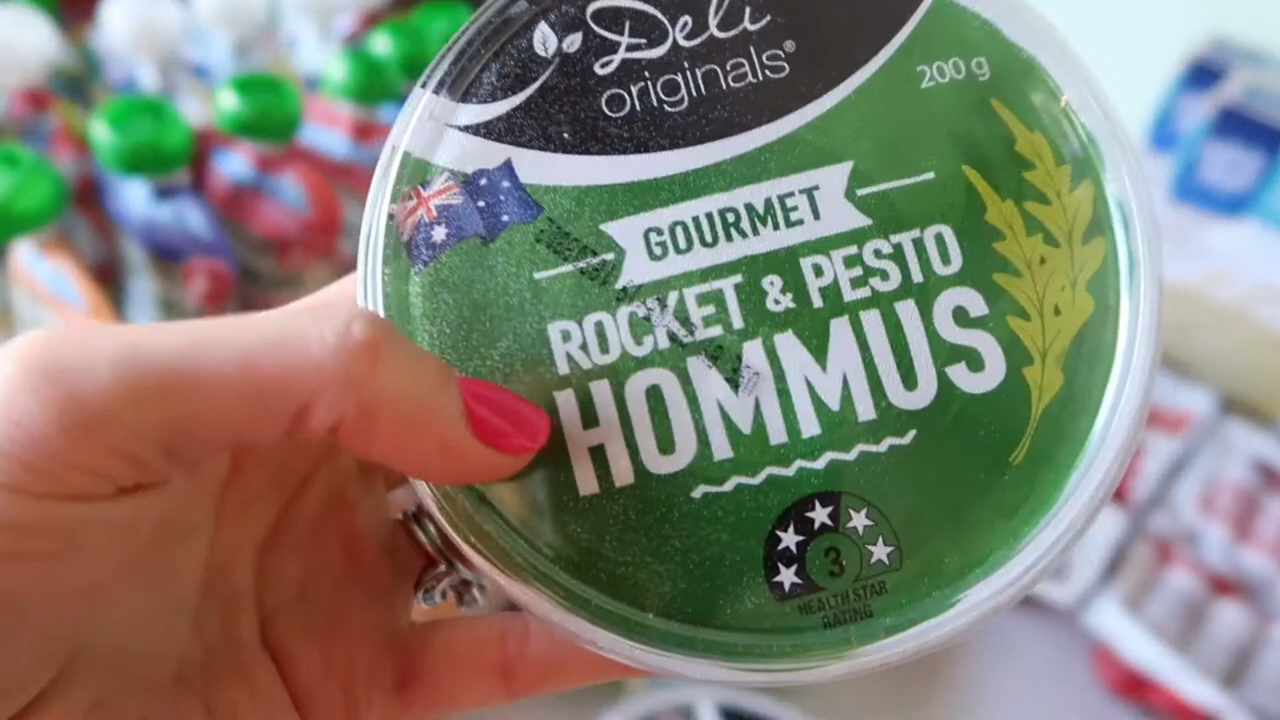 Deli
originals®
200 g
GOURMET
ROCKET & PESTO
HOMMUS
3
HEALTH STAR
RATING